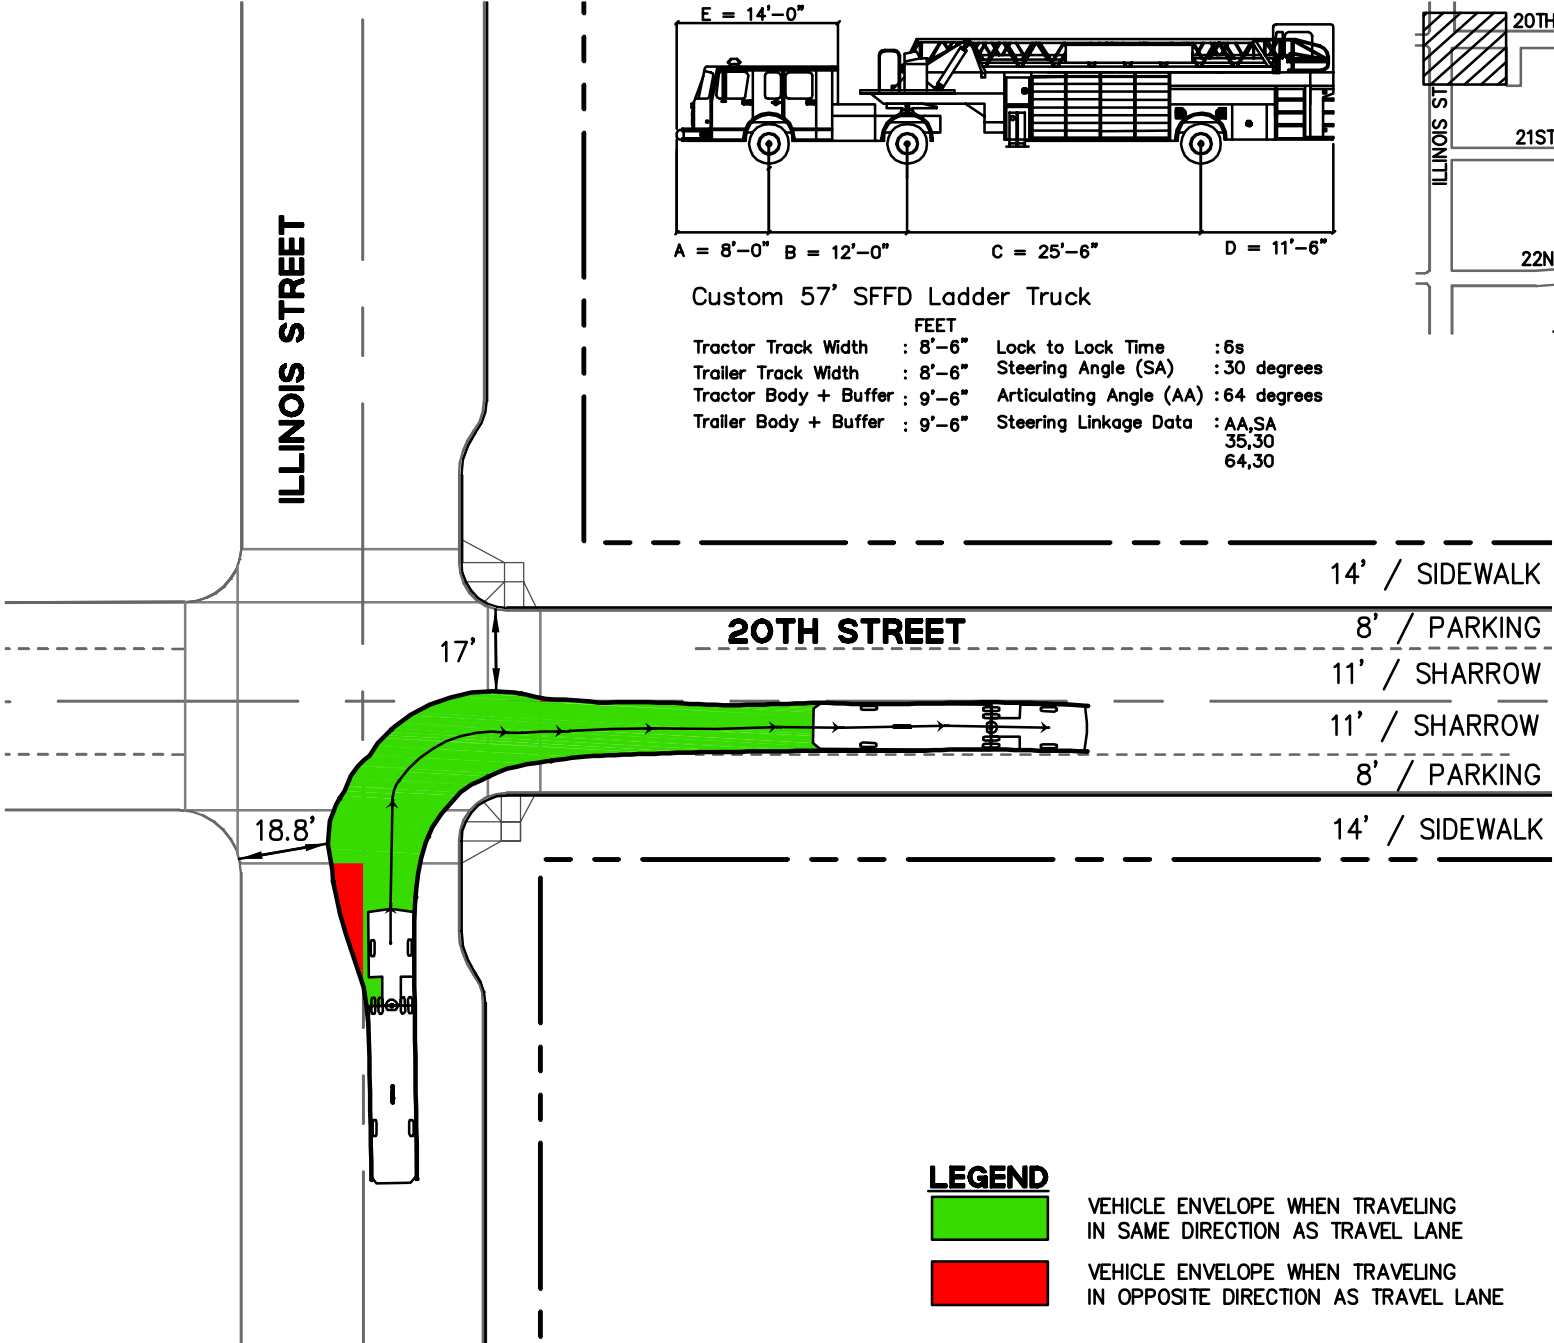 E = 14'-0"
A = 8'-0" B = 12'-0" C = 25'-6" D = 11'-6"
Custom 57' SFFD Ladder Truck
FEET
Tractor Track Width : 8'-6" Lock to Lock Time : 6s
Trailer Track Width : 8'-6" Steering Angle (SA) : 30 degrees
Tractor Body + Buffer : 9'-6" Articulating Angle (AA) : 64 degrees
Trailer Body + Buffer : 9'-6" Steering Linkage Data : AA,SA
35,30
64,30
20TH
ILLINOIS ST
21ST
22N
ILLINOIS STREET
14' / SIDEWALK
20TH STREET
8' / PARKING
17'
11' / SHARROW
11' / SHARROW
8' / PARKING
18.8'
14' / SIDEWALK
LEGEND
VEHICLE ENVELOPE WHEN TRAVELING
IN SAME DIRECTION AS TRAVEL LANE
VEHICLE ENVELOPE WHEN TRAVELING
IN OPPOSITE DIRECTION AS TRAVEL LANE